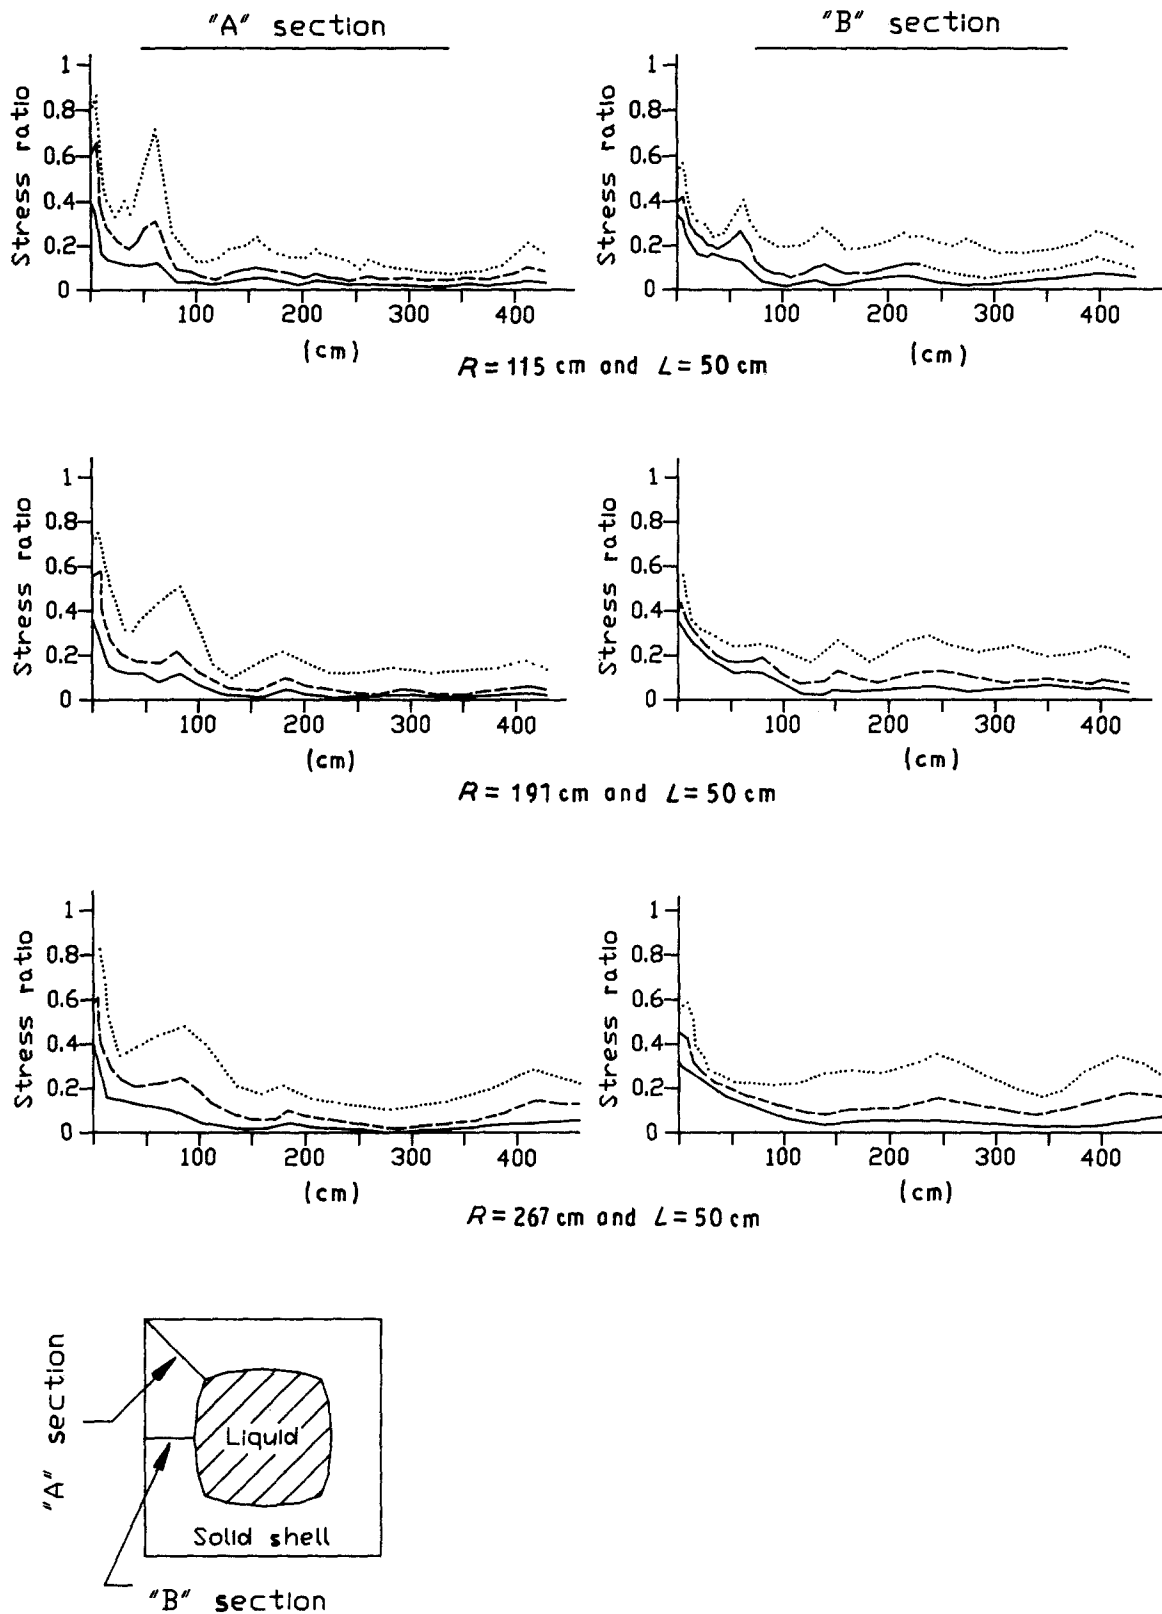 "A" section
"B" section
Stress ratio
1
0.8
0.6
0.4
0.2
0
100 200 300 400
(cm)
Stress ratio
1
0.8
0.6
0.4
0.2
0
100 200 300 400
(cm)
R = 115 cm and L = 50 cm
Stress ratio
1
0.8
0.6
0.4
0.2
0
100 200 300 400
(cm)
Stress ratio
1
0.8
0.6
0.4
0.2
0
100 200 300 400
(cm)
R = 191 cm and L = 50 cm
Stress ratio
1
0.8
0.6
0.4
0.2
0
100 200 300 400
(cm)
Stress ratio
1
0.8
0.6
0.4
0.2
0
100 200 300 400
(cm)
R = 267 cm and L = 50 cm
"A" section
Liquid
Solid shell
"B" section